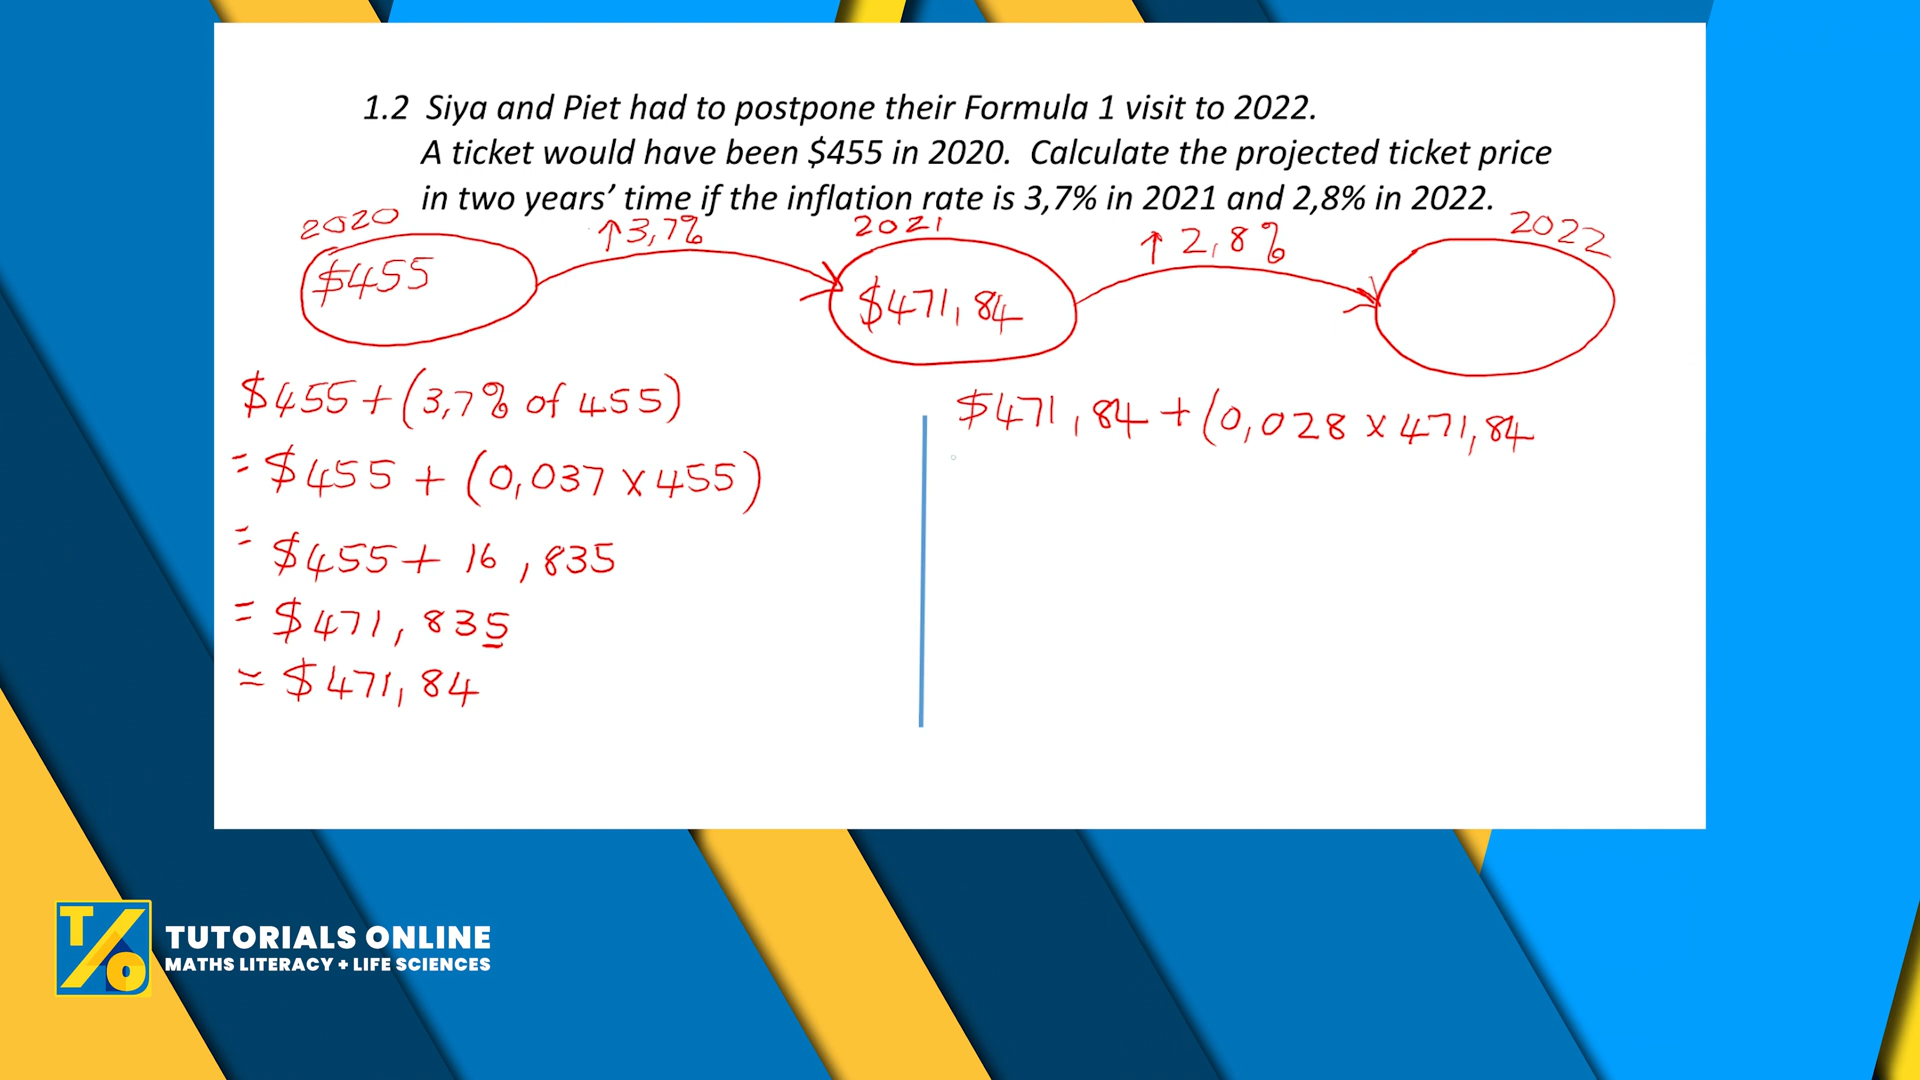 1.2 Siya and Piet had to postpone their Formula 1 visit to 2022.
A ticket would have been $455 in 2020. Calculate the projected ticket price
in two years’ time if the inflation rate is 3,7% in 2021 and 2,8% in 2022.
2020
↑3,7%
2021
↑ 2,8%
2022
$455
$471,84
$455+(3,7% of 455)
= $455 + (0,037 x 455)
= $455 + 16,835
= $471,835
≈ $471,84
$471,84 + (0,028 x 471,84
T/O
TUTORIALS ONLINE
MATHS LITERACY + LIFE SCIENCES